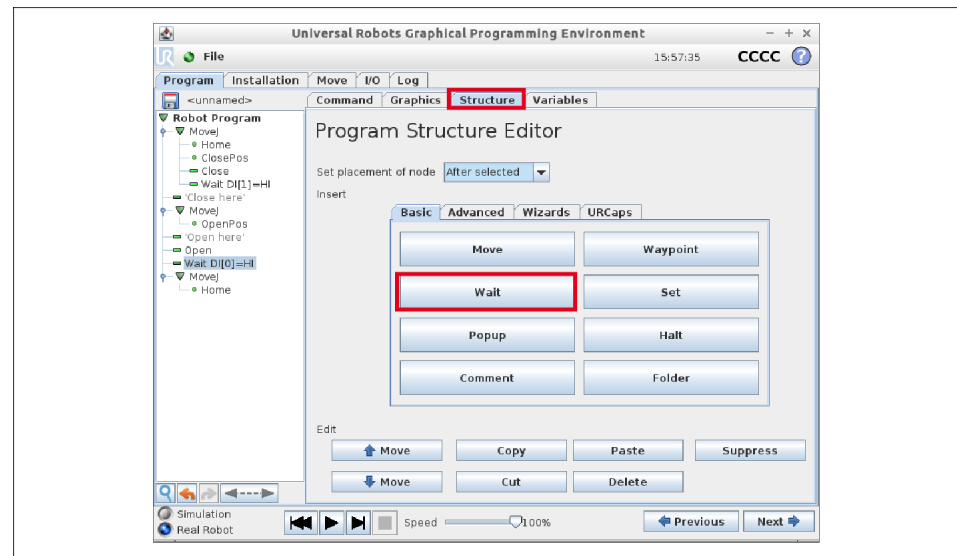 Universal Robots Graphical Programming Environment
File 15:57:35 CCCC ?
Program Installation Move I/O Log
<unnamed>
Command Graphics Structure Variables
Robot Program
MoveJ
Home
ClosePos
Close
Wait DI[1]=HI
'Close here'
MoveJ
OpenPos
'Open here'
Open
Wait DI[0]=HI
MoveJ
Home
Program Structure Editor
Set placement of node After selected
Insert
Basic Advanced Wizards URCaps
Move Waypoint
Wait Set
Popup Halt
Comment Folder
Edit
Move Copy Paste Suppress
Move Cut Delete
Simulation
Real Robot
Speed 100%
Previous Next